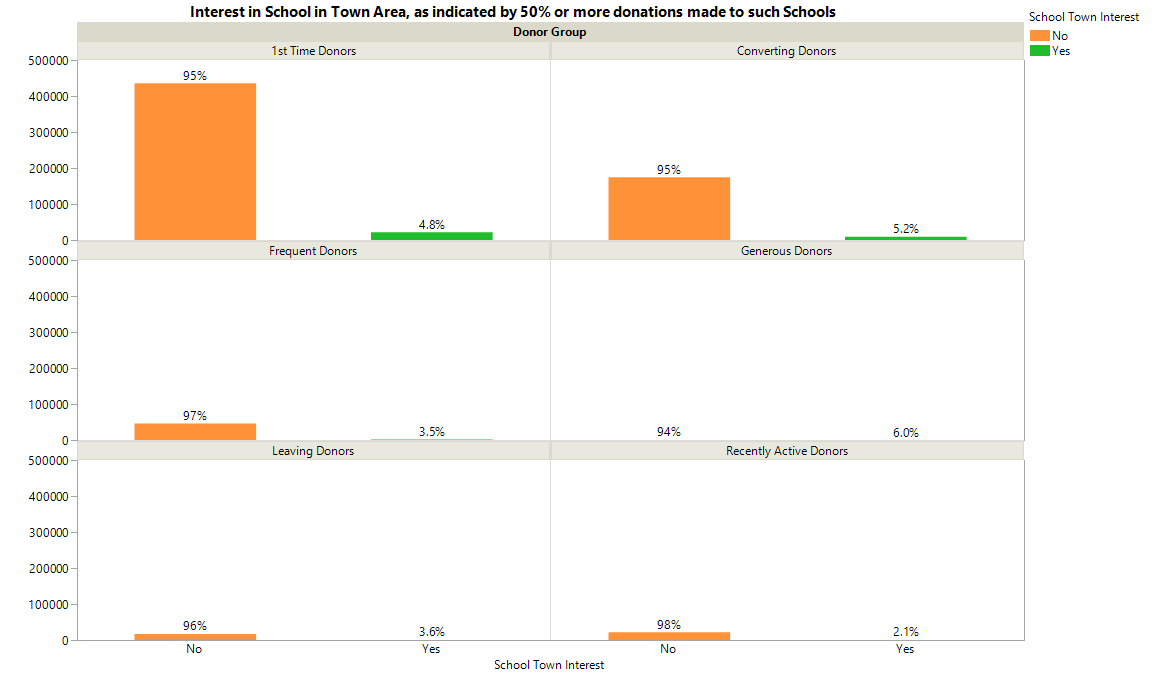 Interest in School in Town Area, as indicated by 50% or more donations made to such Schools
School Town Interest
No
Yes
Donor Group
1st Time Donors
Converting Donors
500000
400000
300000
200000
100000
0
95%
4.8%
95%
5.2%
Frequent Donors
Generous Donors
500000
400000
300000
200000
100000
0
97%
3.5%
94%
6.0%
Leaving Donors
Recently Active Donors
500000
400000
300000
200000
100000
0
96%
3.6%
98%
2.1%
No
Yes
No
Yes
School Town Interest